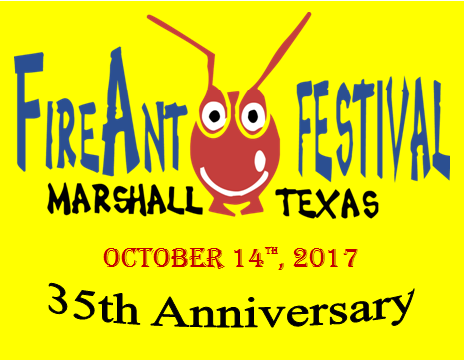 FIREANT FESTIVAL
MARSHALL TEXAS
OCTOBER 14TH, 2017
35th Anniversary